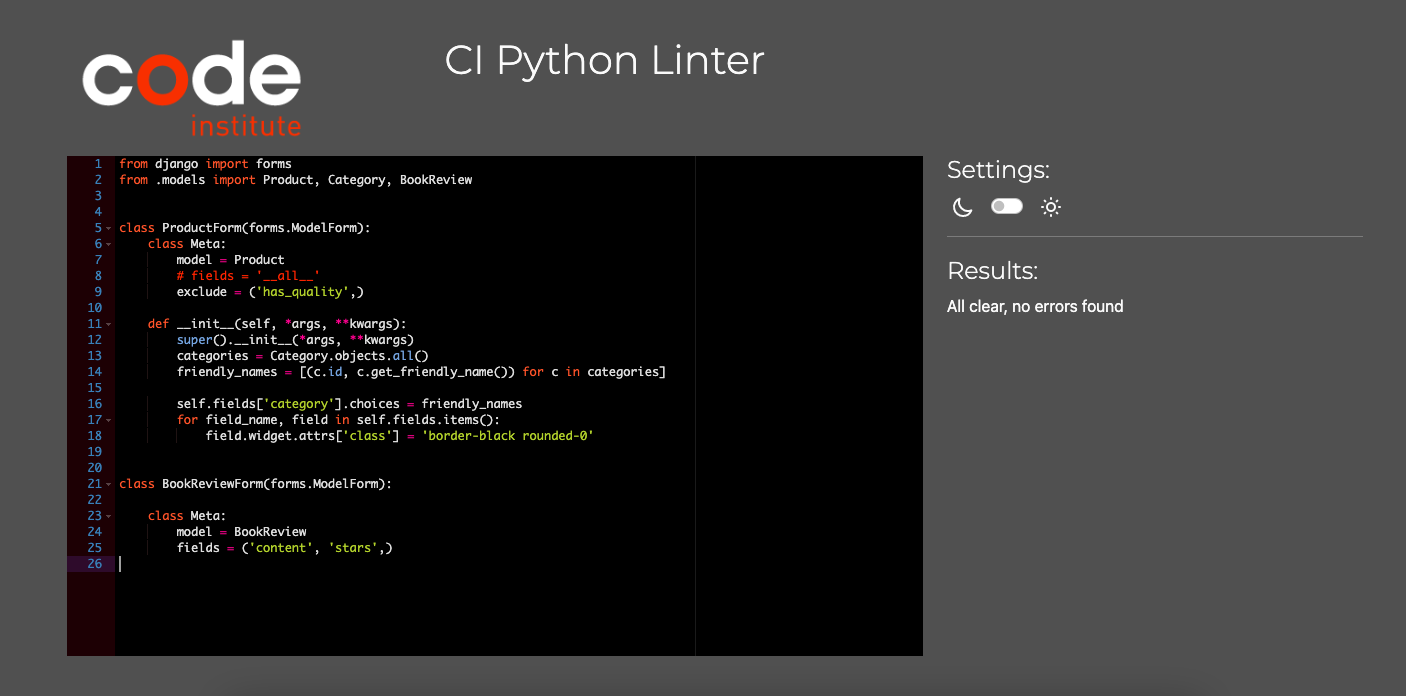 code
institute
CI Python Linter
1 from django import forms
2 from .models import Product, Category, BookReview
3
4
5 class ProductForm(forms.ModelForm):
6     class Meta:
7         model = Product
8         # fields = '__all__'
9         exclude = ('has_quality',)
10
11     def __init__(self, *args, **kwargs):
12         super().__init__(*args, **kwargs)
13         categories = Category.objects.all()
14         friendly_names = [(c.id, c.get_friendly_name()) for c in categories]
15
16         self.fields['category'].choices = friendly_names
17         for field_name, field in self.fields.items():
18             field.widget.attrs['class'] = 'border-black rounded-0'
19
20
21 class BookReviewForm(forms.ModelForm):
22
23     class Meta:
24         model = BookReview
25         fields = ('content', 'stars',)
26
Settings:
Results:
All clear, no errors found